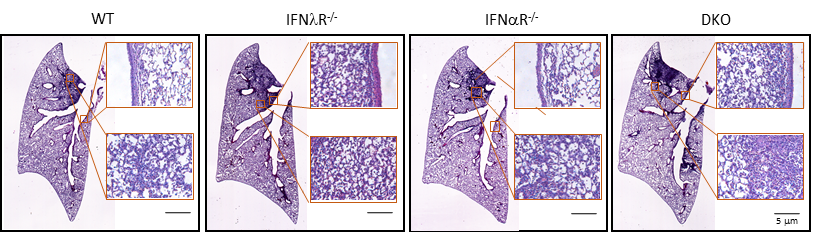 WT
IFNλR-/-
IFNαR-/-
DKO
5 μm